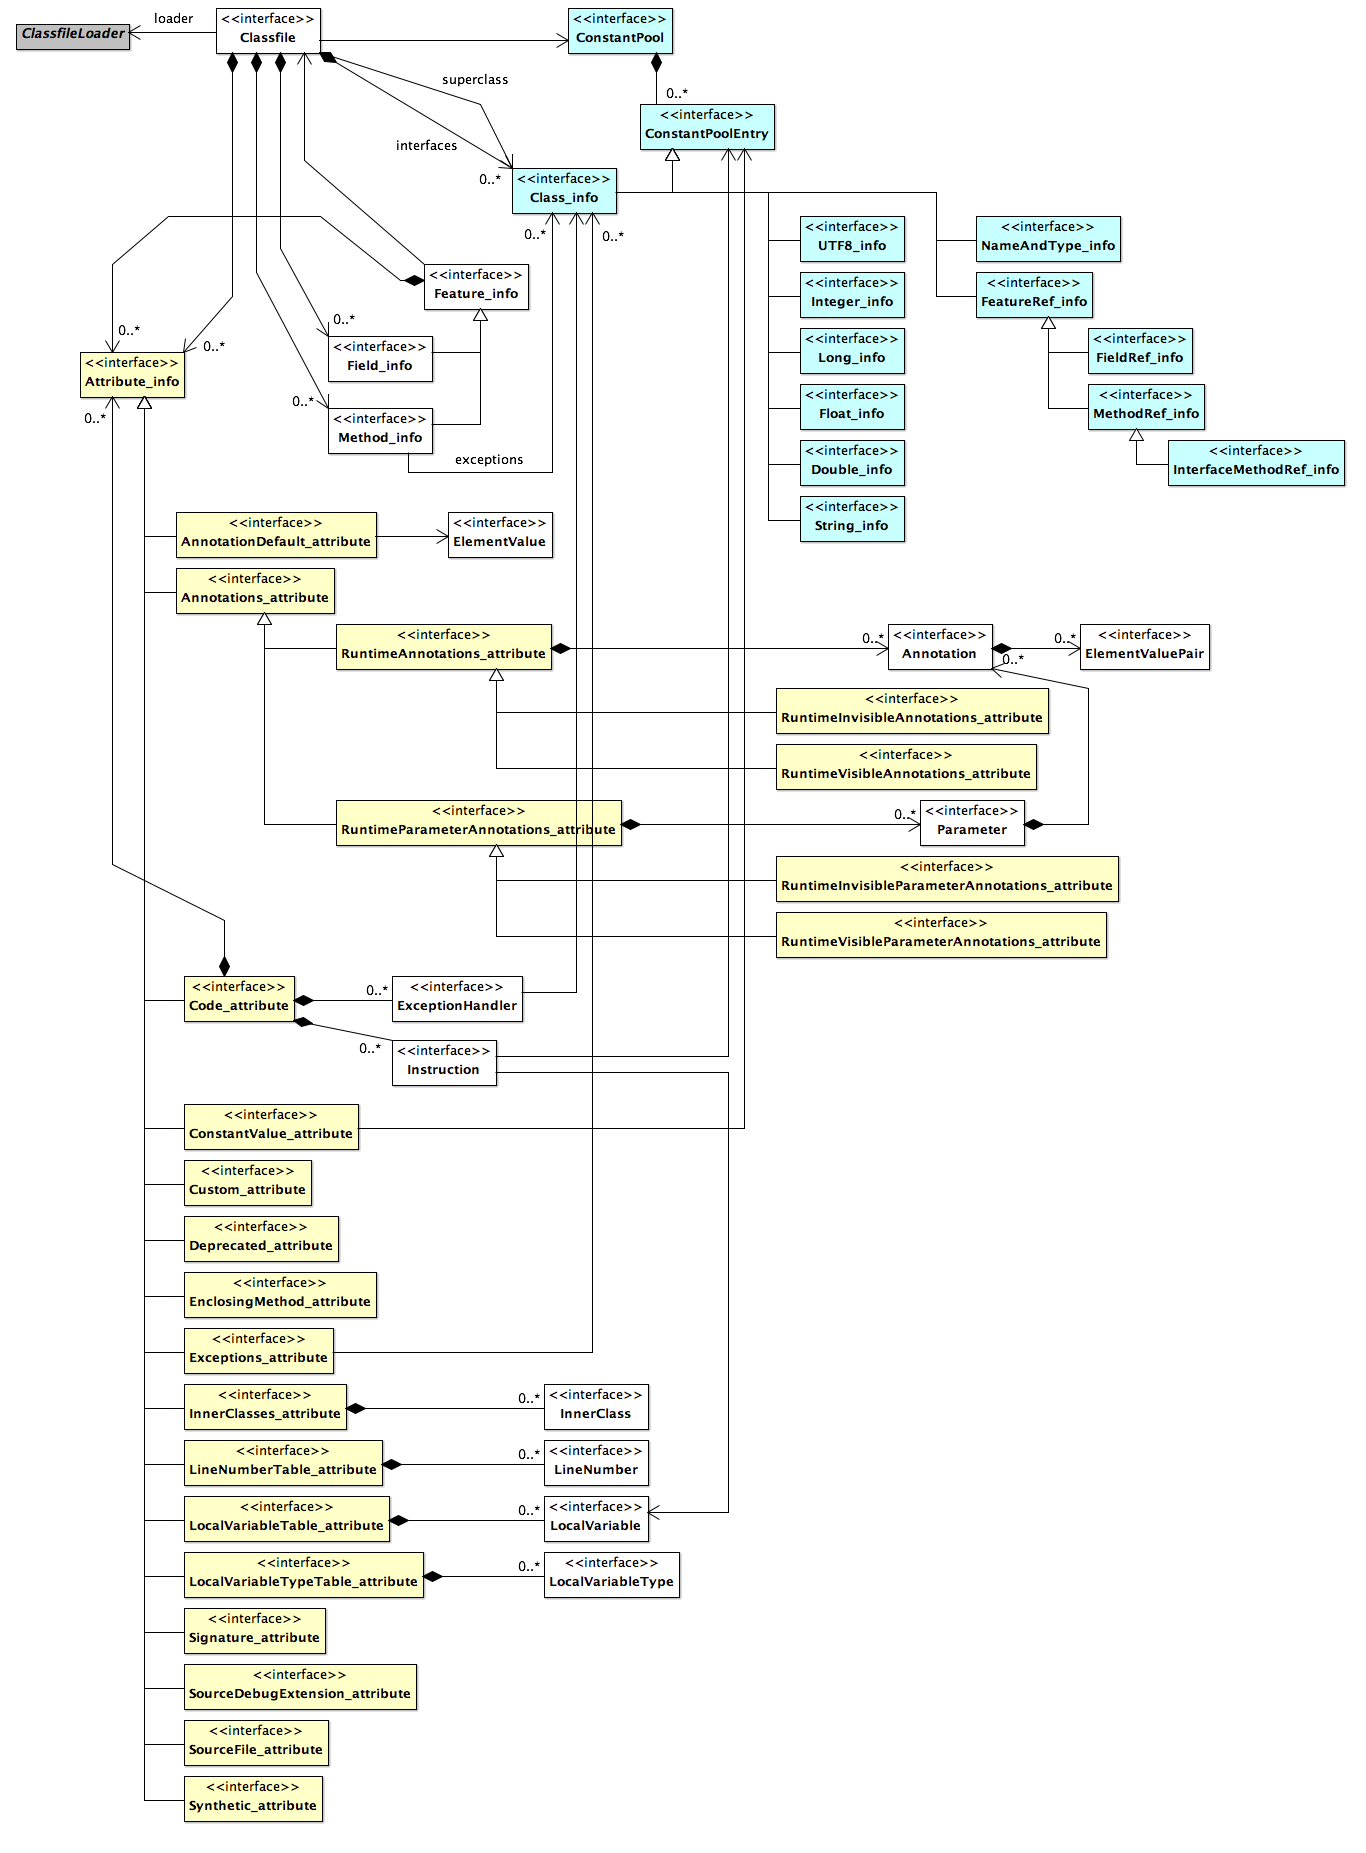 loader
ClassfileLoader
<<interface>>
Classfile
<<interface>>
ConstantPool
superclass
0..*
<<interface>>
ConstantPoolEntry
interfaces
0..*
<<interface>>
Class_info
0..*
0..*
<<interface>>
UTF8_info
<<interface>>
NameAndType_info
<<interface>>
Feature_info
<<interface>>
Integer_info
<<interface>>
FeatureRef_info
0..*
0..*
0..*
<<interface>>
Attribute_info
<<interface>>
Field_info
<<interface>>
Long_info
<<interface>>
FieldRef_info
0..*
0..*
<<interface>>
Method_info
<<interface>>
Float_info
<<interface>>
MethodRef_info
exceptions
<<interface>>
Double_info
<<interface>>
InterfaceMethodRef_info
<<interface>>
String_info
<<interface>>
AnnotationDefault_attribute
<<interface>>
ElementValue
<<interface>>
Annotations_attribute
<<interface>>
RuntimeAnnotations_attribute
0..*
<<interface>>
Annotation
0..*
<<interface>>
ElementValuePair
0..*
<<interface>>
RuntimeInvisibleAnnotations_attribute
<<interface>>
RuntimeVisibleAnnotations_attribute
<<interface>>
RuntimeParameterAnnotations_attribute
0..*
<<interface>>
Parameter
<<interface>>
RuntimeInvisibleParameterAnnotations_attribute
<<interface>>
RuntimeVisibleParameterAnnotations_attribute
<<interface>>
Code_attribute
0..*
<<interface>>
ExceptionHandler
0..*
<<interface>>
Instruction
<<interface>>
ConstantValue_attribute
<<interface>>
Custom_attribute
<<interface>>
Deprecated_attribute
<<interface>>
EnclosingMethod_attribute
<<interface>>
Exceptions_attribute
<<interface>>
InnerClasses_attribute
0..*
<<interface>>
InnerClass
<<interface>>
LineNumberTable_attribute
0..*
<<interface>>
LineNumber
<<interface>>
LocalVariableTable_attribute
0..*
<<interface>>
LocalVariable
<<interface>>
LocalVariableTypeTable_attribute
0..*
<<interface>>
LocalVariableType
<<interface>>
Signature_attribute
<<interface>>
SourceDebugExtension_attribute
<<interface>>
SourceFile_attribute
<<interface>>
Synthetic_attribute